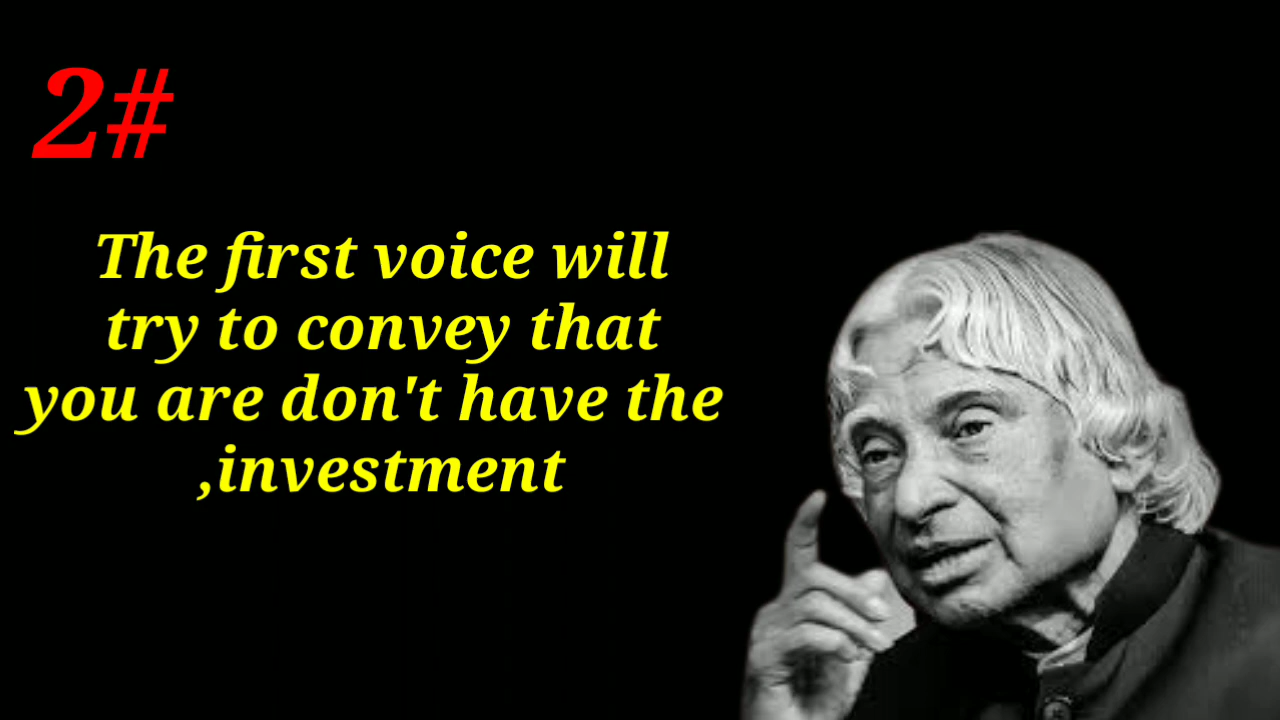 2#
The first voice will
try to convey that
you are don't have the
,investment